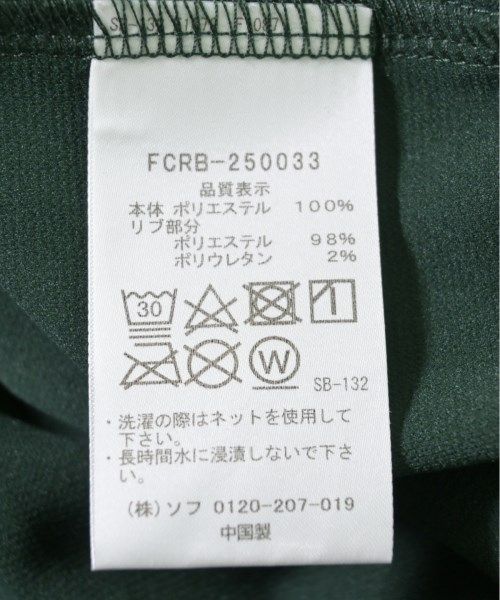 FCRB-250033
品質表示
本体 ポリエステル 100%
リブ部分
ポリエステル 98%
ポリウレタン 2%
30
W
SB-132
・洗濯の際はネットを使用して
下さい。
・長時間水に浸漬しないで下さ
い。
(株)ソフ 0120-207-019
中国製